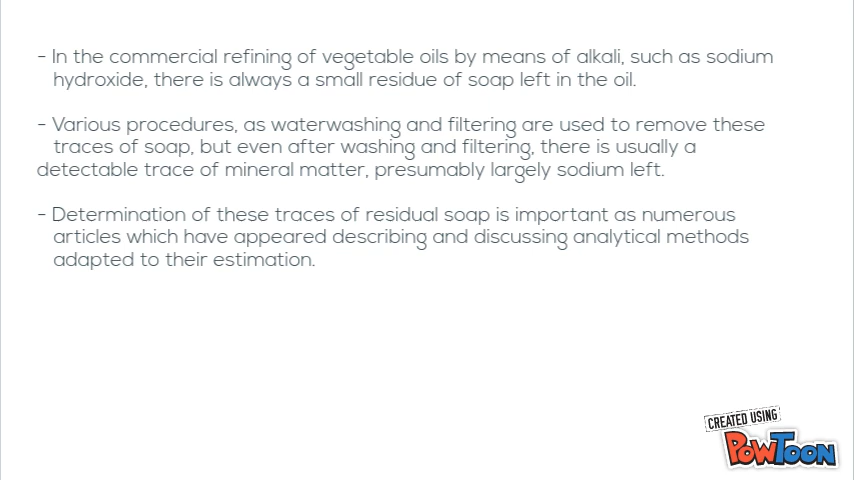 - In the commercial refining of vegetable oils by means of alkali, such as sodium
hydroxide, there is always a small residue of soap left in the oil.
- Various procedures, as waterwashing and filtering are used to remove these
traces of soap, but even after washing and filtering, there is usually a
detectable trace of mineral matter, presumably largely sodium left.
- Determination of these traces of residual soap is important as numerous
articles which have appeared describing and discussing analytical methods
adapted to their estimation.
CREATED USING
POWTOON